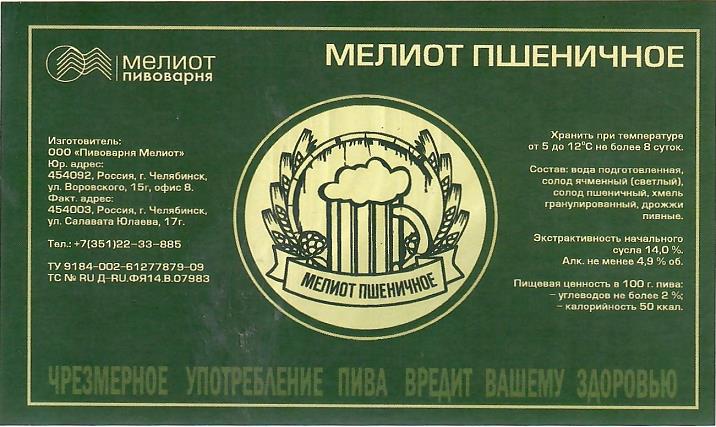 мелиот
пивоварня
МЕЛИОТ ПШЕНИЧНОЕ
Изготовитель:
ООО «Пивоварня Мелиот»
Юр. адрес:
454092, Россия, г. Челябинск,
ул. Воровского, 15г, офис 8.
Факт. адрес:
454003, Россия, г. Челябинск,
ул. Салавата Юлаева, 17г.
Тел.: +7(351)22-33-885
ТУ 9184-002-61277879-09
ТС № RU Д-RU.ФЯ14.В.07983
МЕЛИОТ ПШЕНИЧНОЕ
Хранить при температуре
от 5 до 12°С не более 8 суток.
Состав: вода подготовленная,
солод ячменный (светлый),
солод пшеничный, хмель
гранулированный, дрожжи
пивные.
Экстрактивность начального
сусла 14,0 %.
Алк. не менее 4,9 % об.
Пищевая ценность в 100 г. пива:
– углеводов не более 2 %;
– калорийность 50 ккал.
ЧРЕЗМЕРНОЕ УПОТРЕБЛЕНИЕ ПИВА ВРЕДИТ ВАШЕМУ ЗДОРОВЬЮ